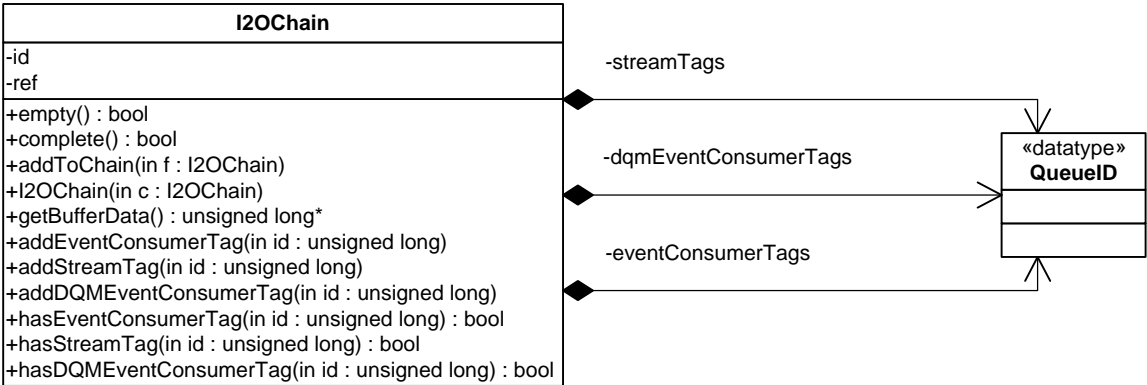 I2OChain
-id
-ref
+empty() : bool
+complete() : bool
+addToChain(in f : I2OChain)
+I2OChain(in c : I2OChain)
+getBufferData() : unsigned long*
+addEventConsumerTag(in id : unsigned long)
+addStreamTag(in id : unsigned long)
+addDQMEventConsumerTag(in id : unsigned long)
+hasEventConsumerTag(in id : unsigned long) : bool
+hasStreamTag(in id : unsigned long) : bool
+hasDQMEventConsumerTag(in id : unsigned long) : bool
-streamTags
-dqmEventConsumerTags
-eventConsumerTags
«datatype»
QueueID